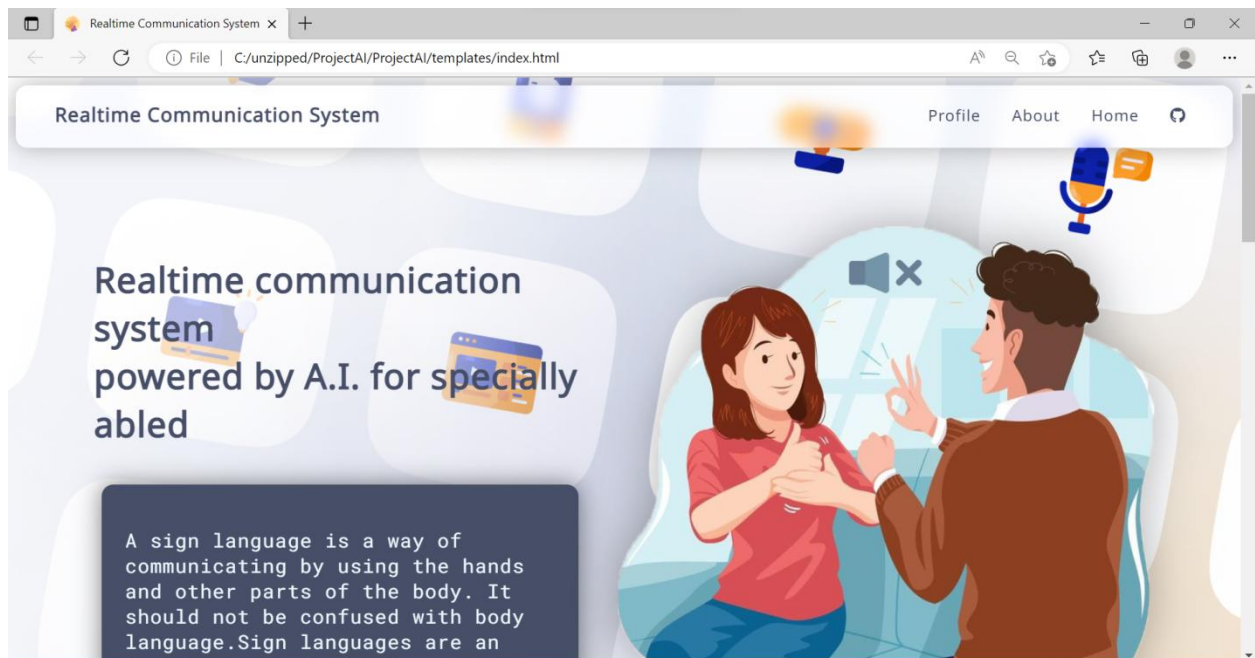 Realtime Communication System
File | C:/unzipped/ProjectAI/ProjectAI/templates/index.html
Realtime Communication System
Profile About Home
Realtime communication
system
powered by A.I. for specially
abled
A sign language is a way of
communicating by using the hands
and other parts of the body. It
should not be confused with body
language.Sign languages are an